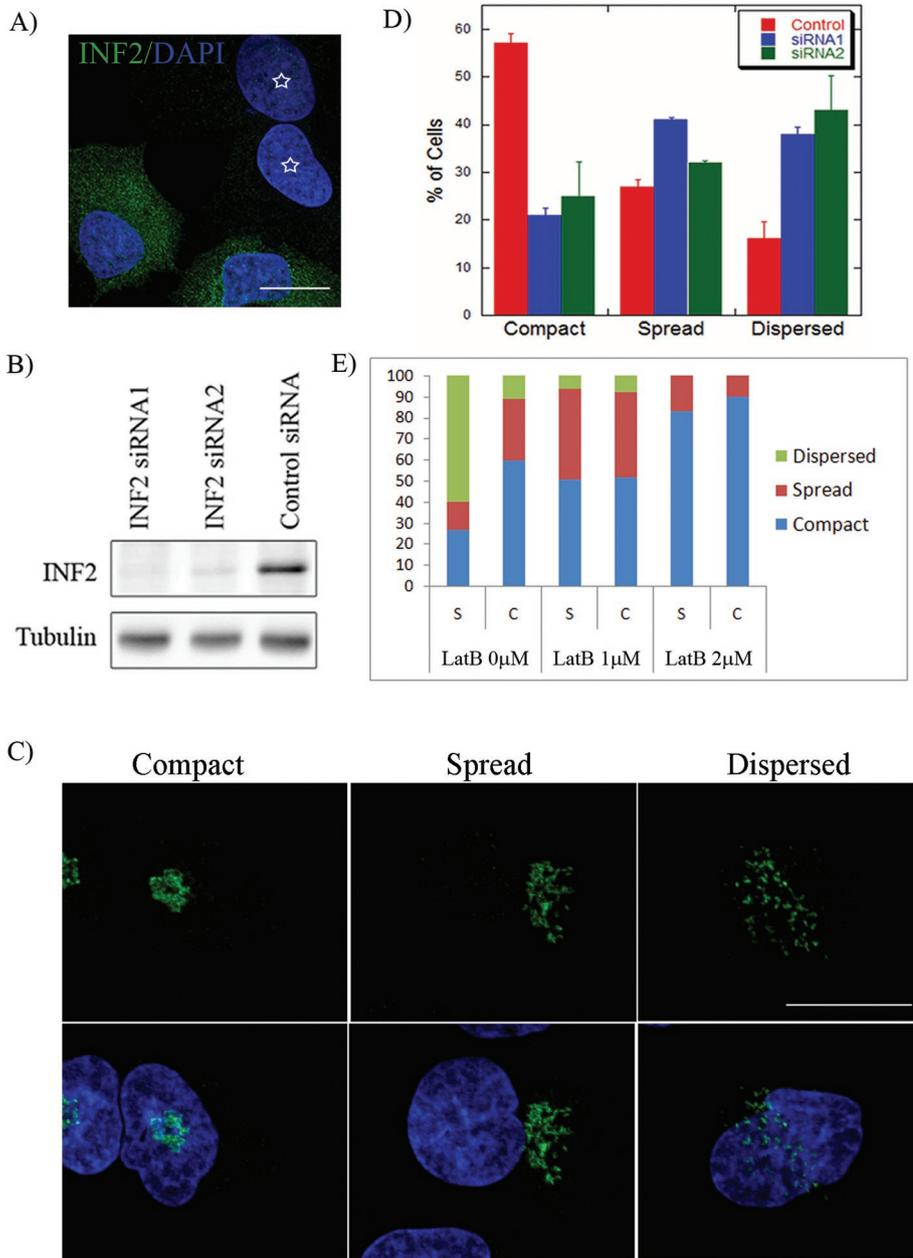 A)
INF2/DAPI
B)
INF2 siRNA1
INF2 siRNA2
Control siRNA
INF2
Tubulin
D)
% of Cells
60
50
40
30
20
10
0
Control
siRNA1
siRNA2
Compact Spread Dispersed
E)
100
90
80
70
60
50
40
30
20
10
0
Dispersed
Spread
Compact
S C S C S C
LatB 0µM LatB 1µM LatB 2µM
C)
Compact Spread Dispersed